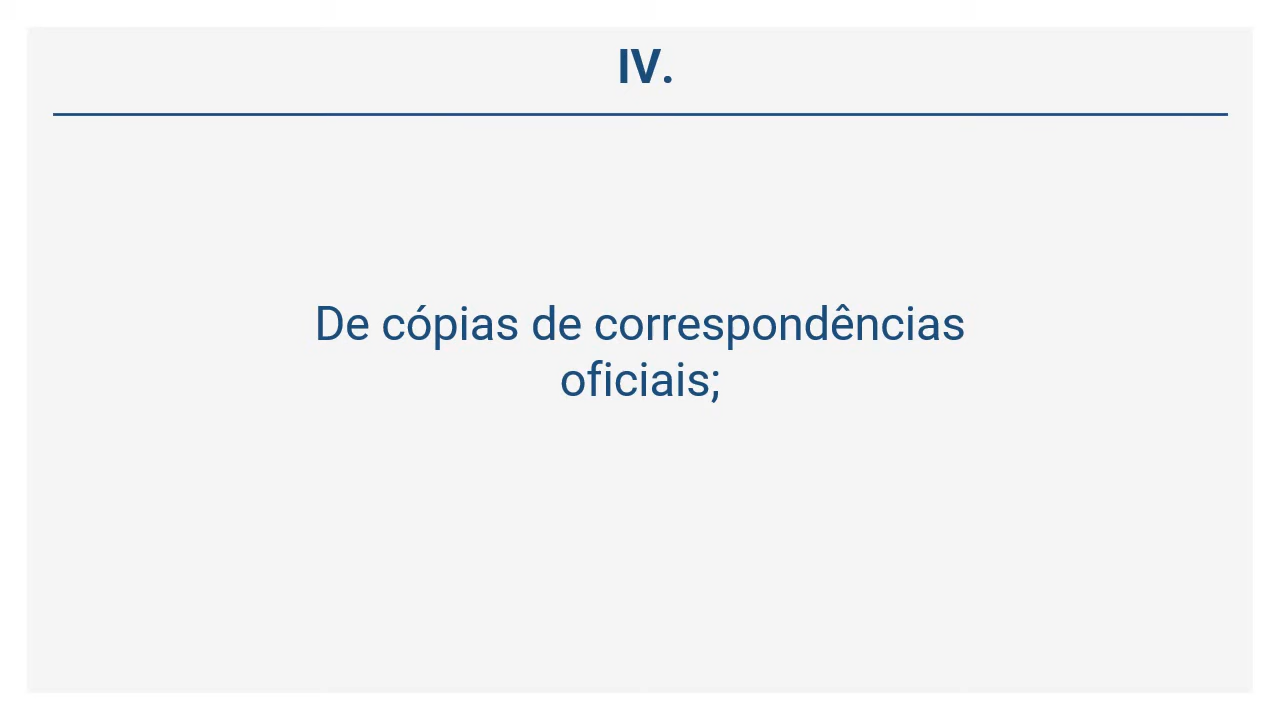 IV.
De cópias de correspondências
oficiais;